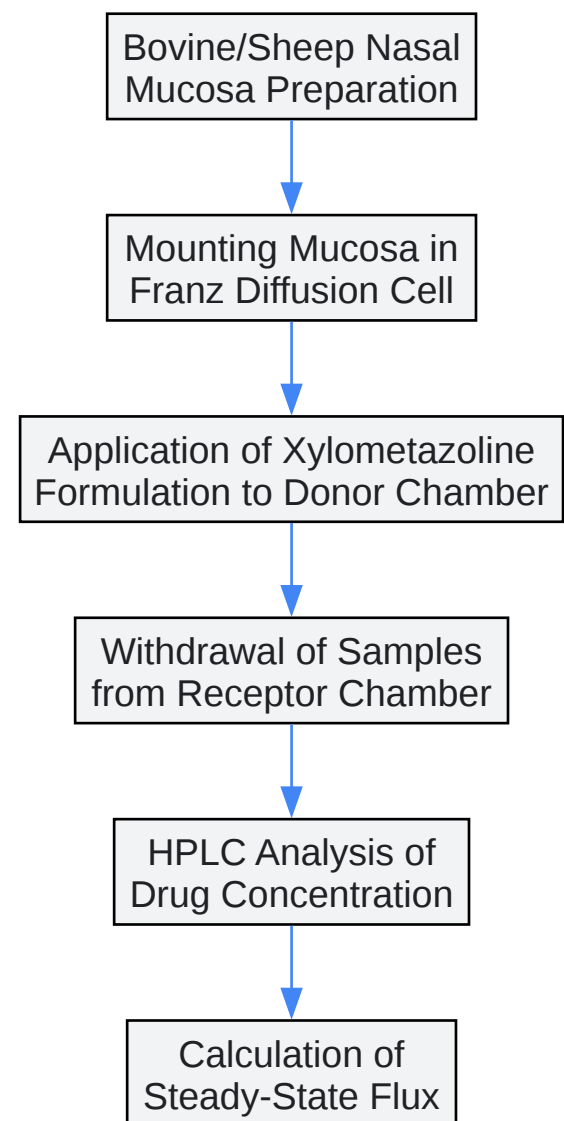 Bovine/Sheep Nasal
Mucosa Preparation
Mounting Mucosa in
Franz Diffusion Cell
Application of Xylometazoline
Formulation to Donor Chamber
Withdrawal of Samples
from Receptor Chamber
HPLC Analysis of
Drug Concentration
Calculation of
Steady-State Flux